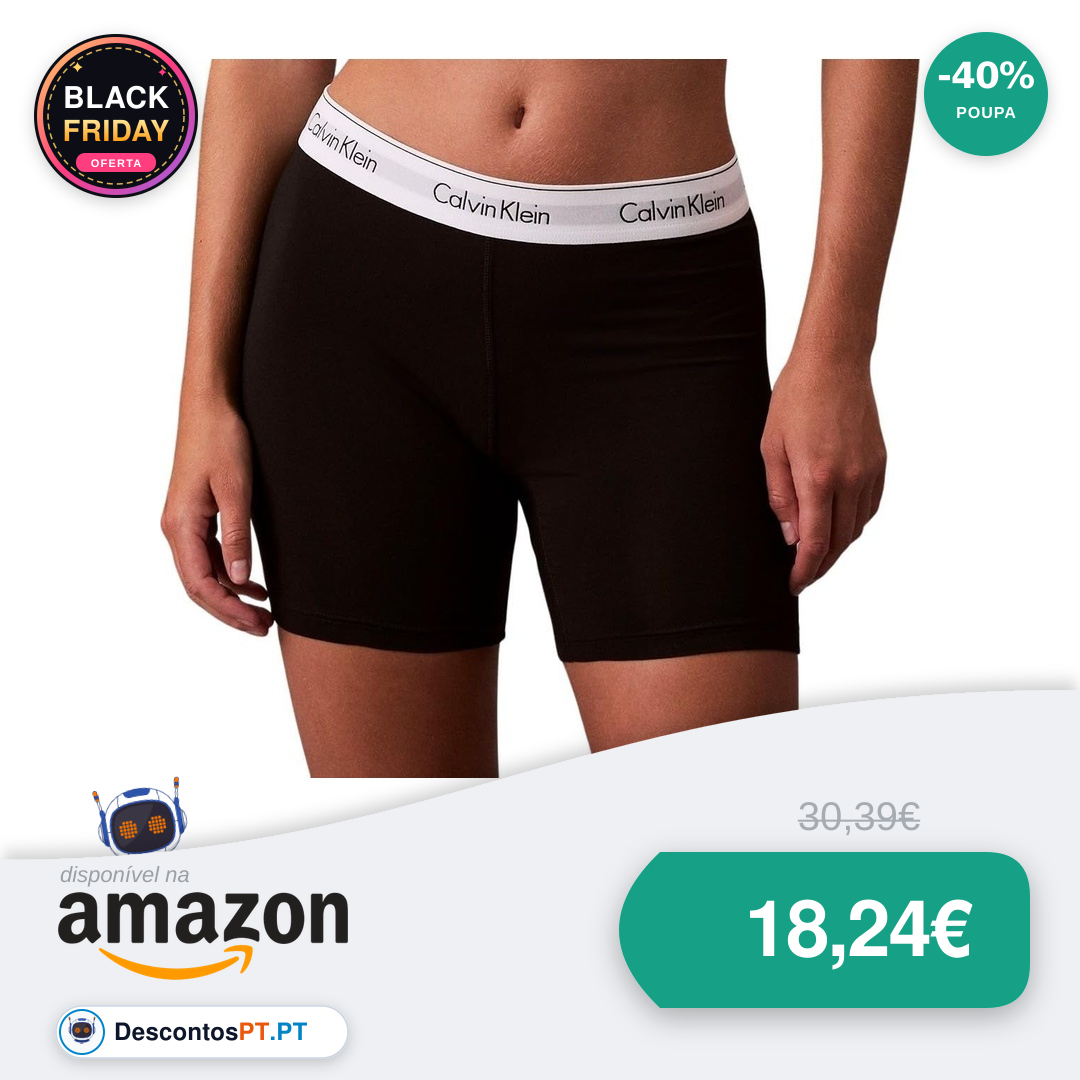 BLACK
FRIDAY
OFERTA
-40%
POUPA
Calvin Klein
Calvin Klein
Calvin Klein
30,39€
disponível na
amazon
18,24€
DescontosPT.PT